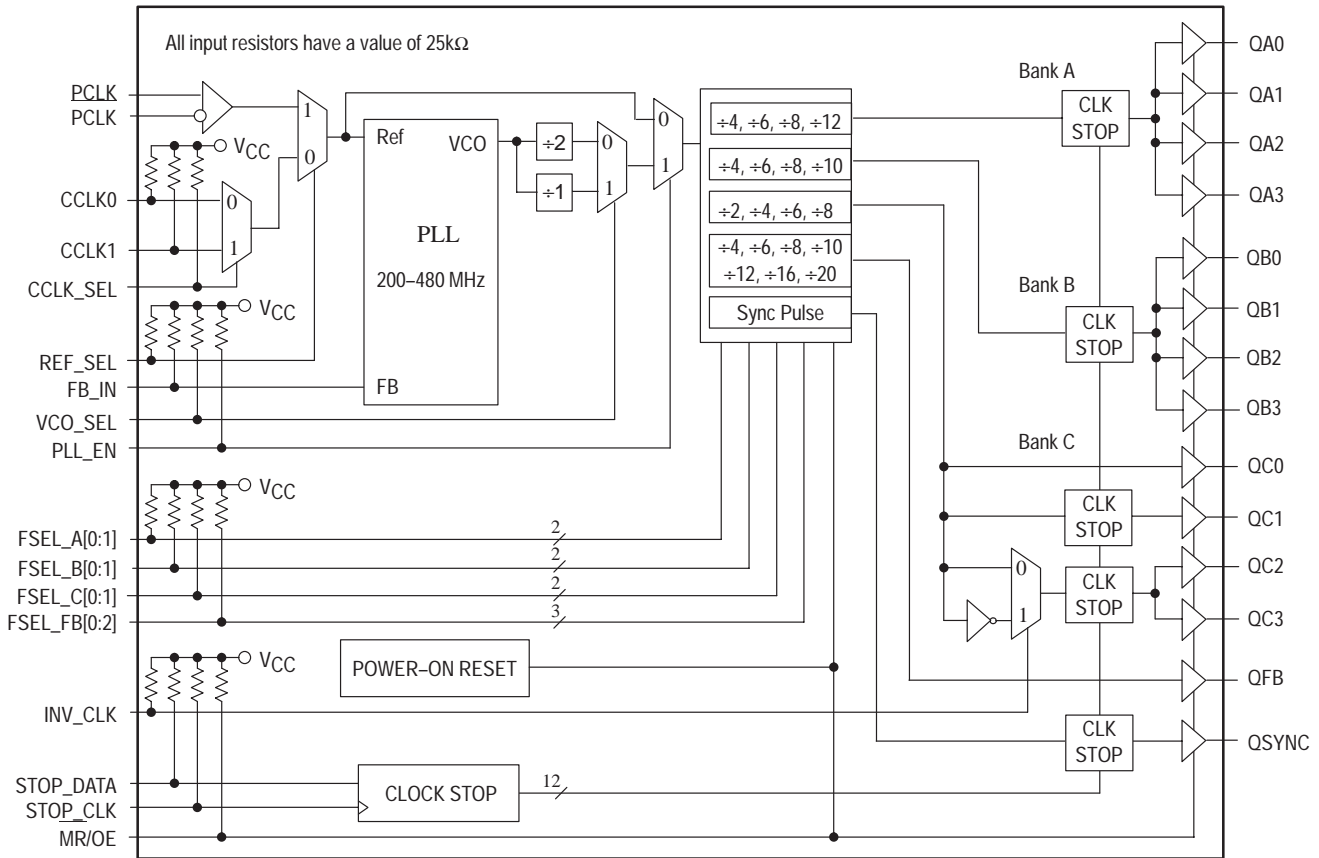 All input resistors have a value of 25kΩ
PCLK
PCLK
VCC
CCLK0
CCLK1
CCLK_SEL
VCC
REF_SEL
FB_IN
VCO_SEL
PLL_EN
VCC
FSEL_A[0:1]
FSEL_B[0:1]
FSEL_C[0:1]
FSEL_FB[0:2]
VCC
INV_CLK
STOP_DATA
STOP_CLK
MR/OE
1
0
0
1
Ref
VCO
PLL
200–480 MHz
FB
÷2
÷1
0
1
0
1
÷4, ÷6, ÷8, ÷12
÷4, ÷6, ÷8, ÷10
÷2, ÷4, ÷6, ÷8
÷4, ÷6, ÷8, ÷10
÷12, ÷16, ÷20
Sync Pulse
2
2
2
3
POWER–ON RESET
CLOCK STOP
12
Bank A
CLK
STOP
Bank B
CLK
STOP
Bank C
CLK
STOP
0
1
CLK
STOP
CLK
STOP
QA0
QA1
QA2
QA3
QB0
QB1
QB2
QB3
QC0
QC1
QC2
QC3
QFB
QSYNC